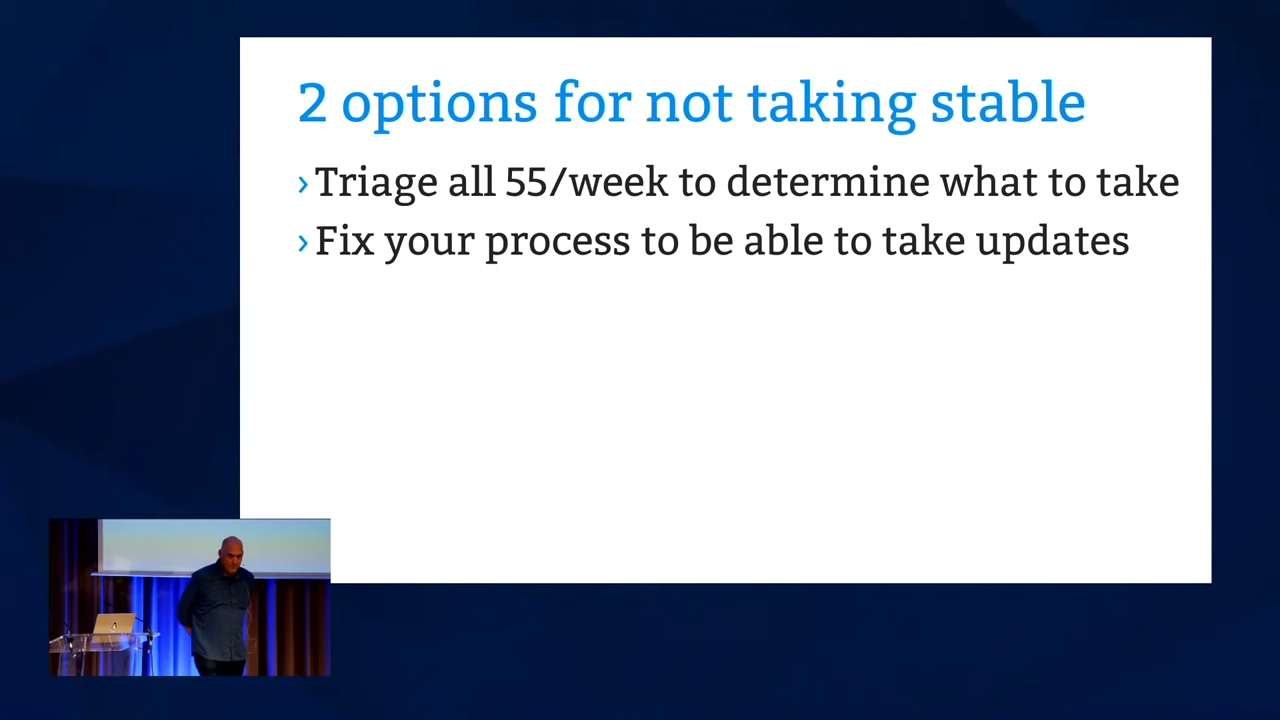 2 options for not taking stable
› Triage all 55/week to determine what to take
› Fix your process to be able to take updates